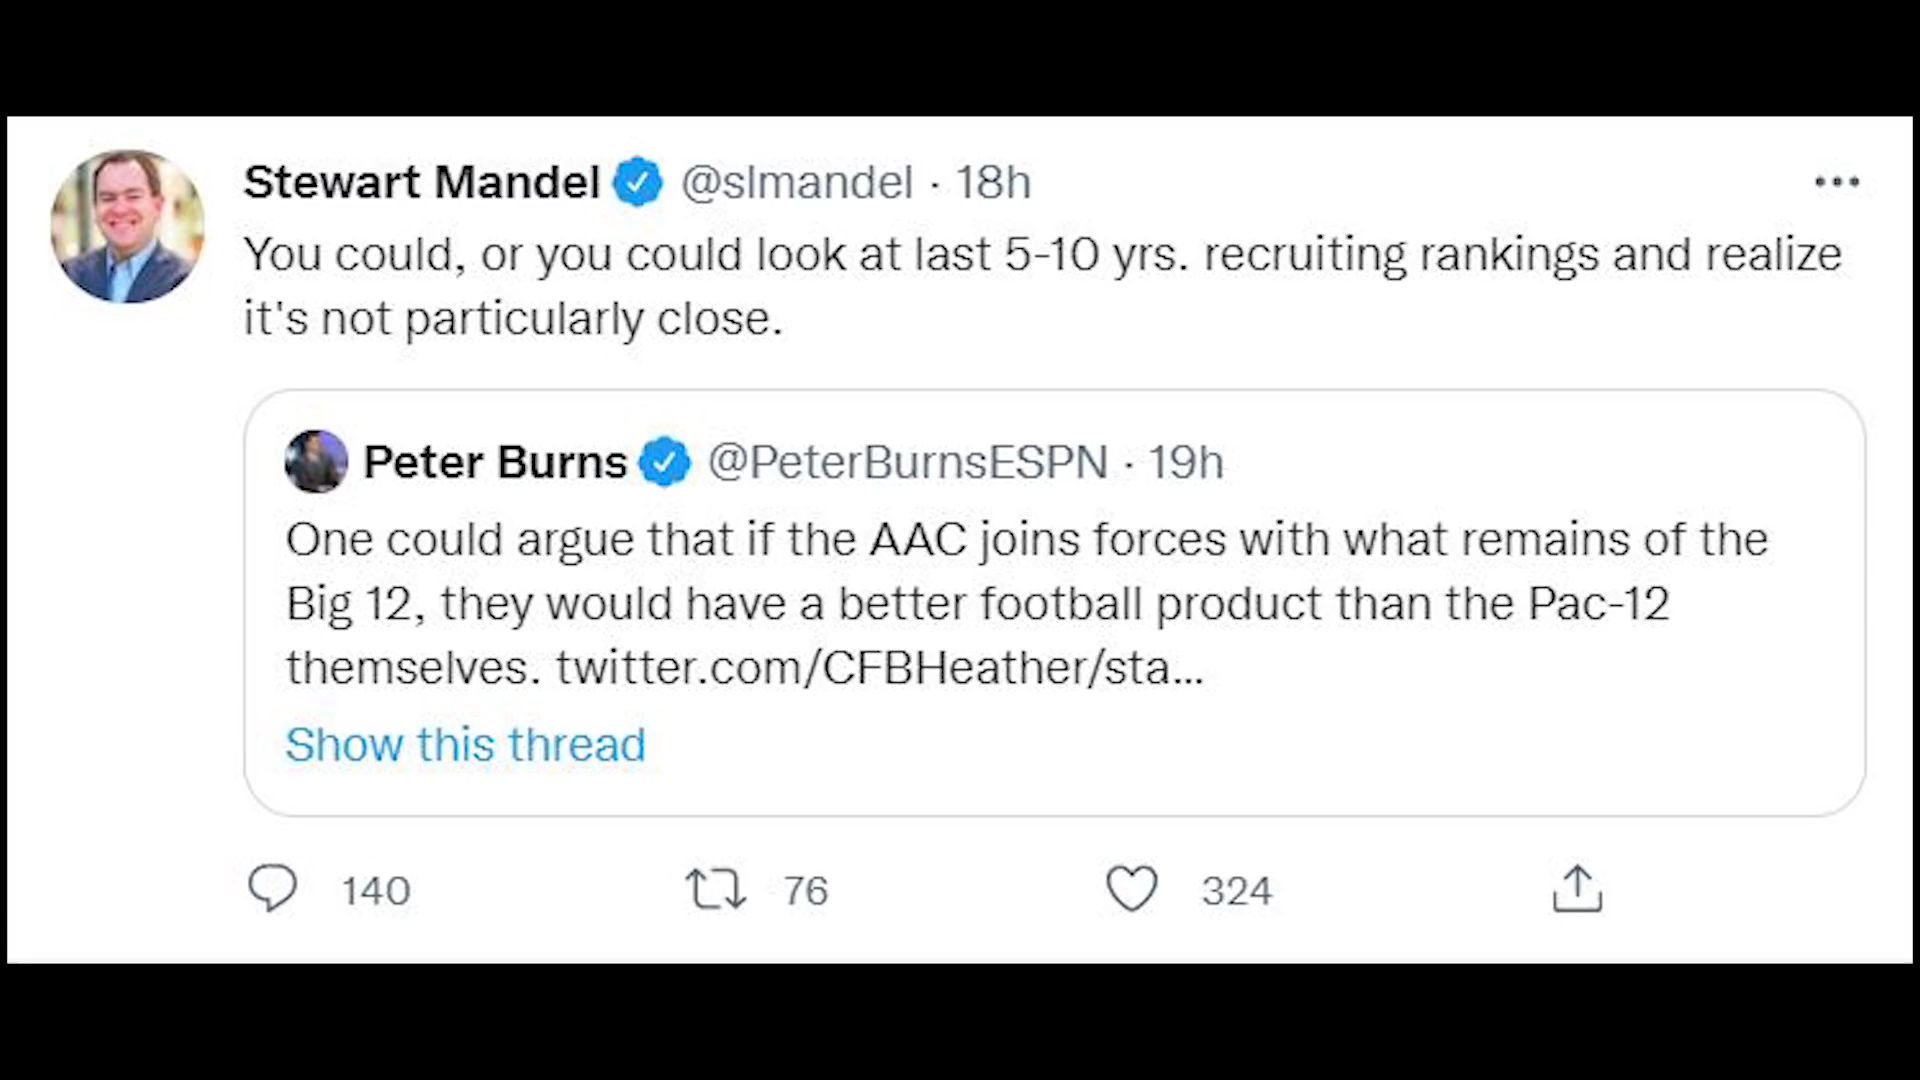 Stewart Mandel @slmandel · 18h
You could, or you could look at last 5-10 yrs. recruiting rankings and realize
it's not particularly close.
Peter Burns @PeterBurnsESPN · 19h
One could argue that if the AAC joins forces with what remains of the
Big 12, they would have a better football product than the Pac-12
themselves. twitter.com/CFBHeather/sta...
Show this thread
140 76 324